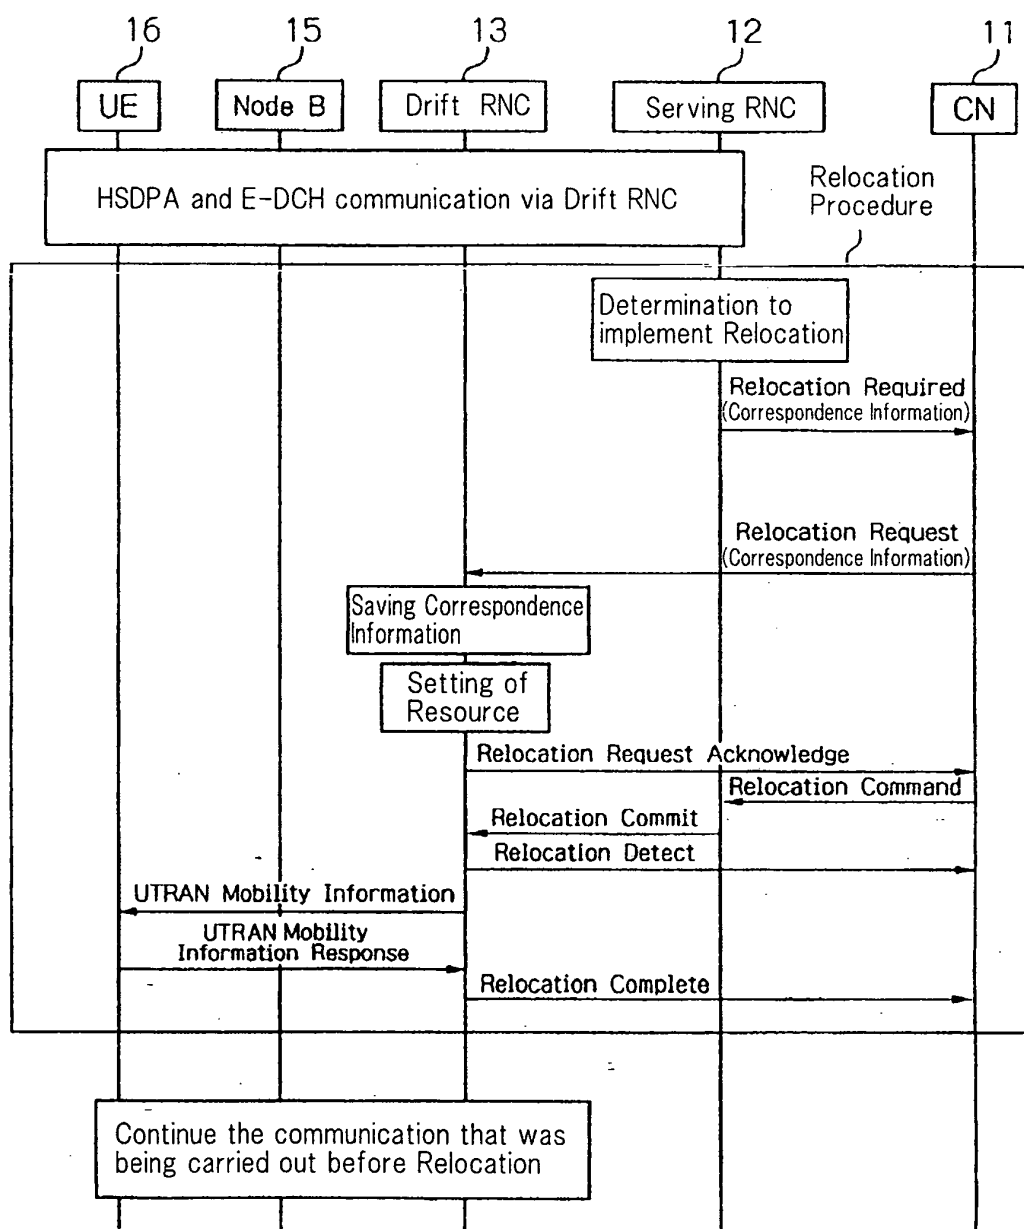 16
15
13
12
11
UE
Node B
Drift RNC
Serving RNC
CN
HSDPA and E-DCH communication via Drift RNC
Relocation
Procedure
Determination to
implement Relocation
Relocation Required
(Correspondence Information)
Relocation Request
(Correspondence Information)
Saving Correspondence
Information
Setting of
Resource
Relocation Request Acknowledge
Relocation Command
Relocation Commit
Relocation Detect
UTRAN Mobility Information
UTRAN Mobility
Information Response
Relocation Complete
Continue the communication that was
being carried out before Relocation